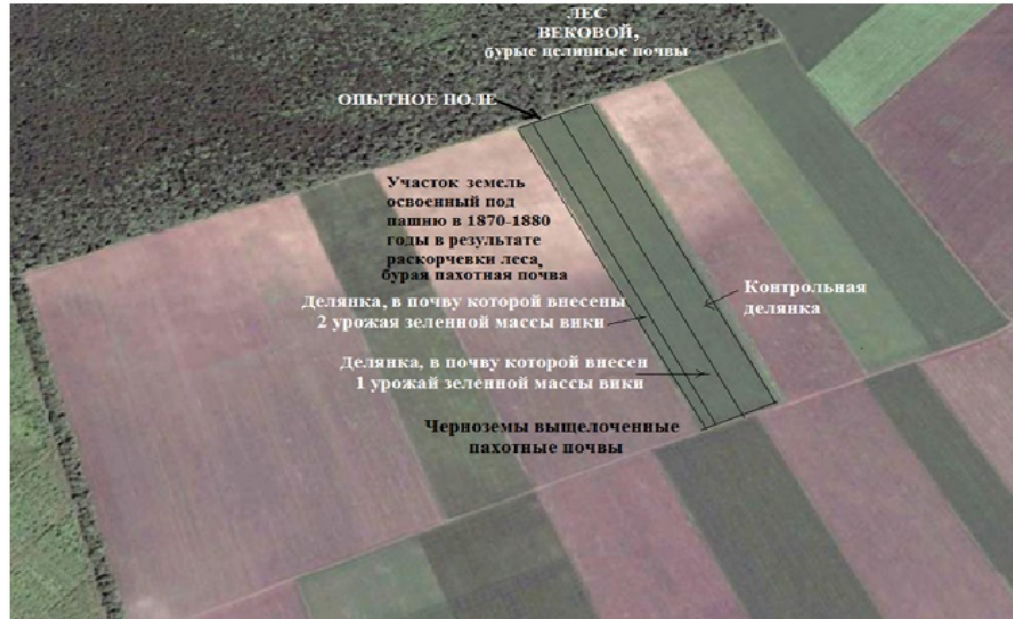 ЛЕС
ВЕКОВОЙ,
бурые целинные почвы
ОПЫТНОЕ ПОЛЕ
Участок земель
освоенный под
пашню в 1870-1880
годы в результате
раскорчевки леса,
бурая пахотная почва
Делянка, в почву которой внесены
2 урожая зеленной массы вики
Контрольная
делянка
Делянка, в почву которой внесен
1 урожай зеленной массы вики
Черноземы выщелоченные
пахотные почвы